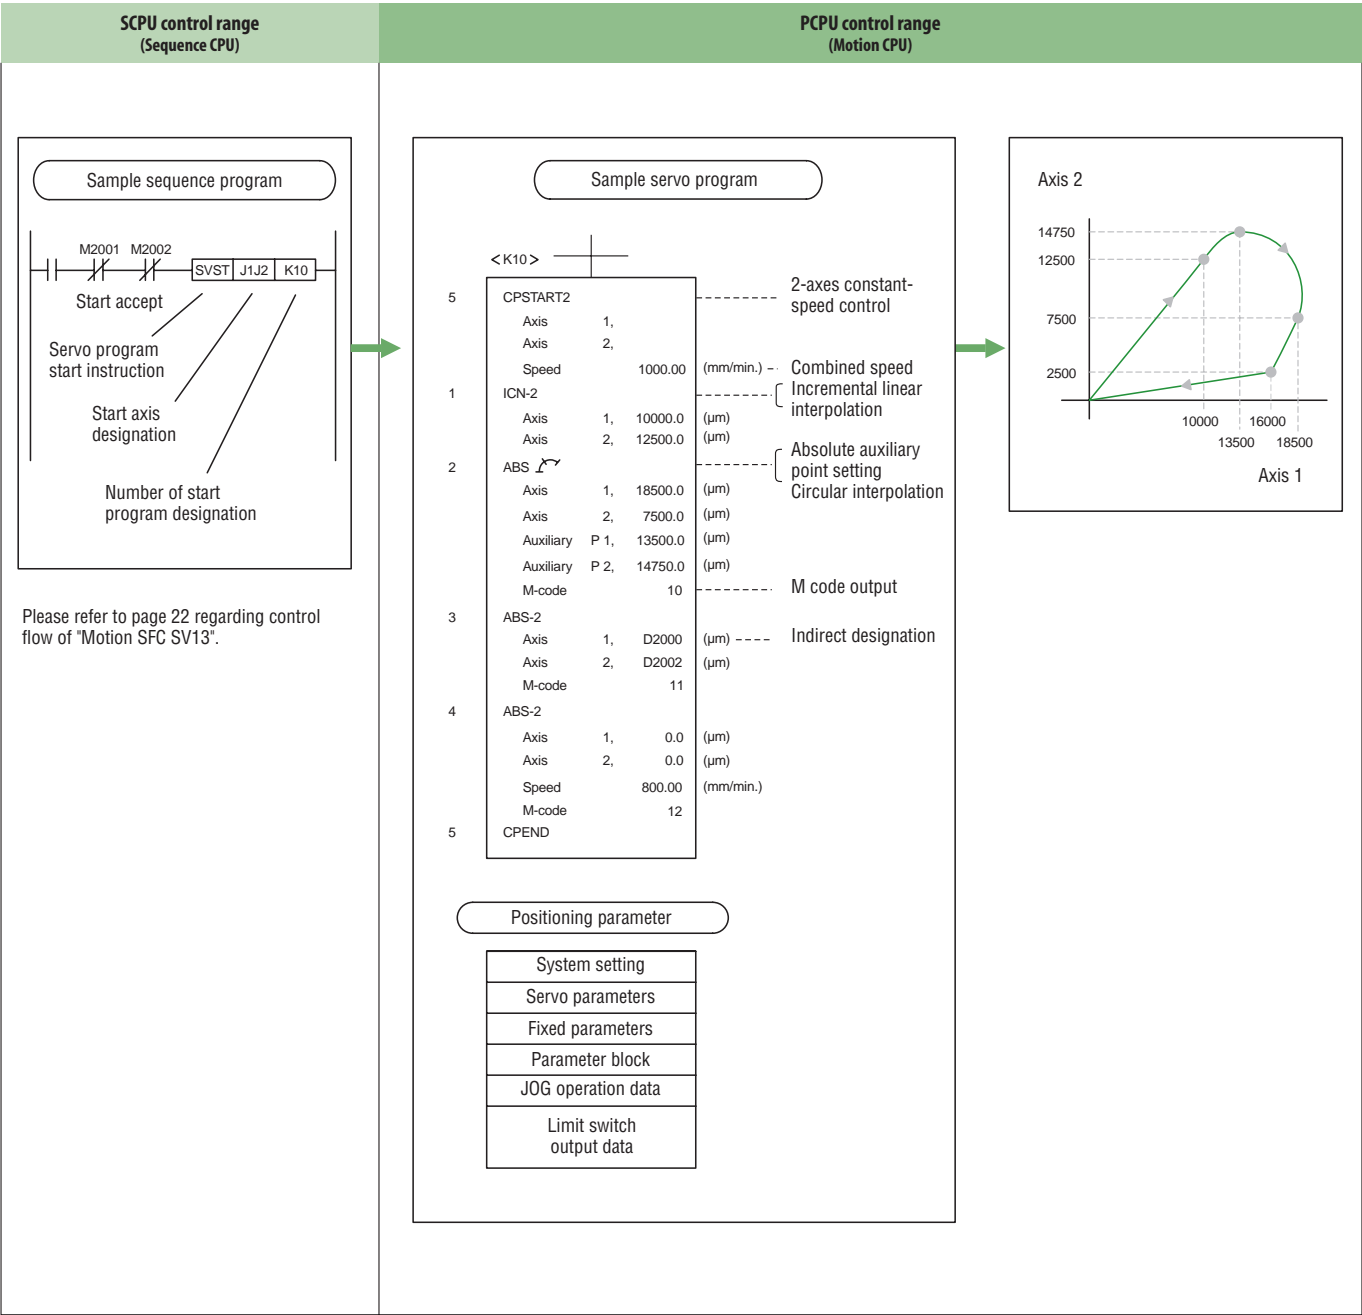 SCPU control range
(Sequence CPU)
PCPU control range
(Motion CPU)
Sample sequence program
M2001 M2002
SVST J1J2 K10
Start accept
Servo program
start instruction
Start axis
designation
Number of start
program designation
Please refer to page 22 regarding control
flow of "Motion SFC SV13".
Sample servo program
<K10>
5 CPSTART2
2-axes constant-
speed control
Axis 1,
Axis 2,
Speed 1000.00 (mm/min.)
Combined speed
1 ICN-2
Incremental linear
interpolation
Axis 1, 10000.0 (µm)
Axis 2, 12500.0 (µm)
2 ABS
Absolute auxiliary
point setting
Circular interpolation
Axis 1, 18500.0 (µm)
Axis 2, 7500.0 (µm)
Auxiliary P 1, 13500.0 (µm)
Auxiliary P 2, 14750.0 (µm)
M-code 10
M code output
3 ABS-2
Axis 1, D2000 (µm)
Indirect designation
Axis 2, D2002 (µm)
M-code 11
4 ABS-2
Axis 1, 0.0 (µm)
Axis 2, 0.0 (µm)
Speed 800.00 (mm/min.)
M-code 12
5 CPEND
Positioning parameter
System setting
Servo parameters
Fixed parameters
Parameter block
JOG operation data
Limit switch
output data
Axis 2
14750
12500
7500
2500
10000 16000
13500 18500
Axis 1